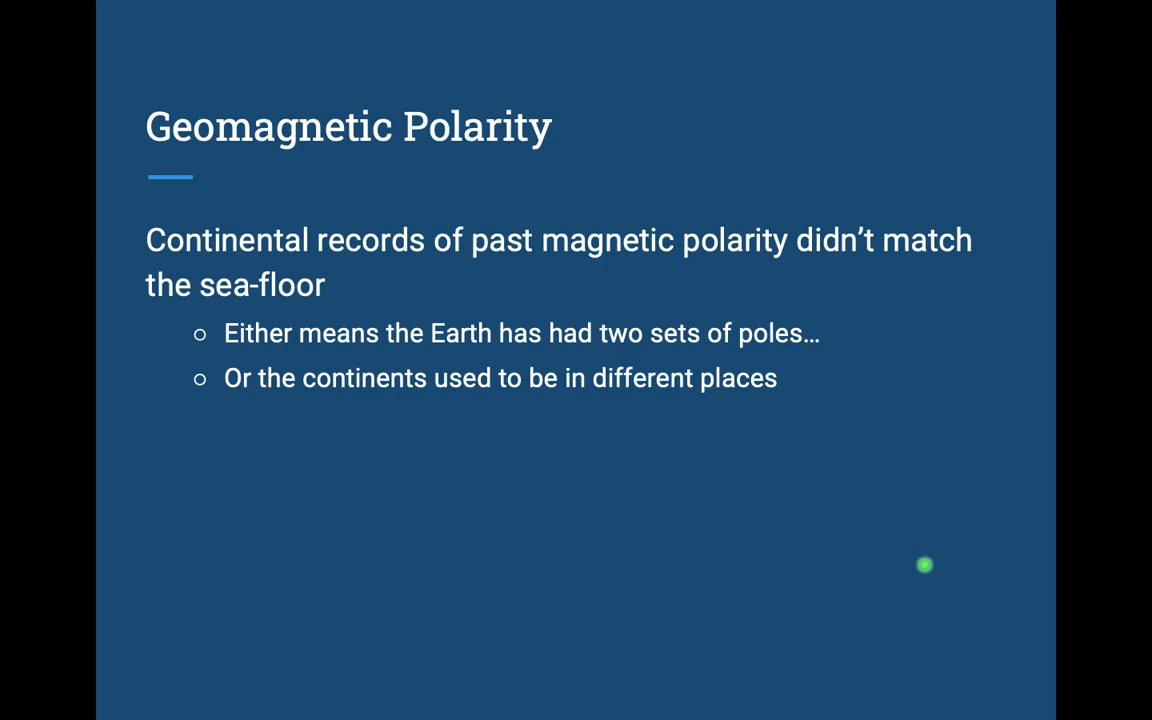 Geomagnetic Polarity
Continental records of past magnetic polarity didn’t match
the sea-floor
○ Either means the Earth has had two sets of poles...
○ Or the continents used to be in different places